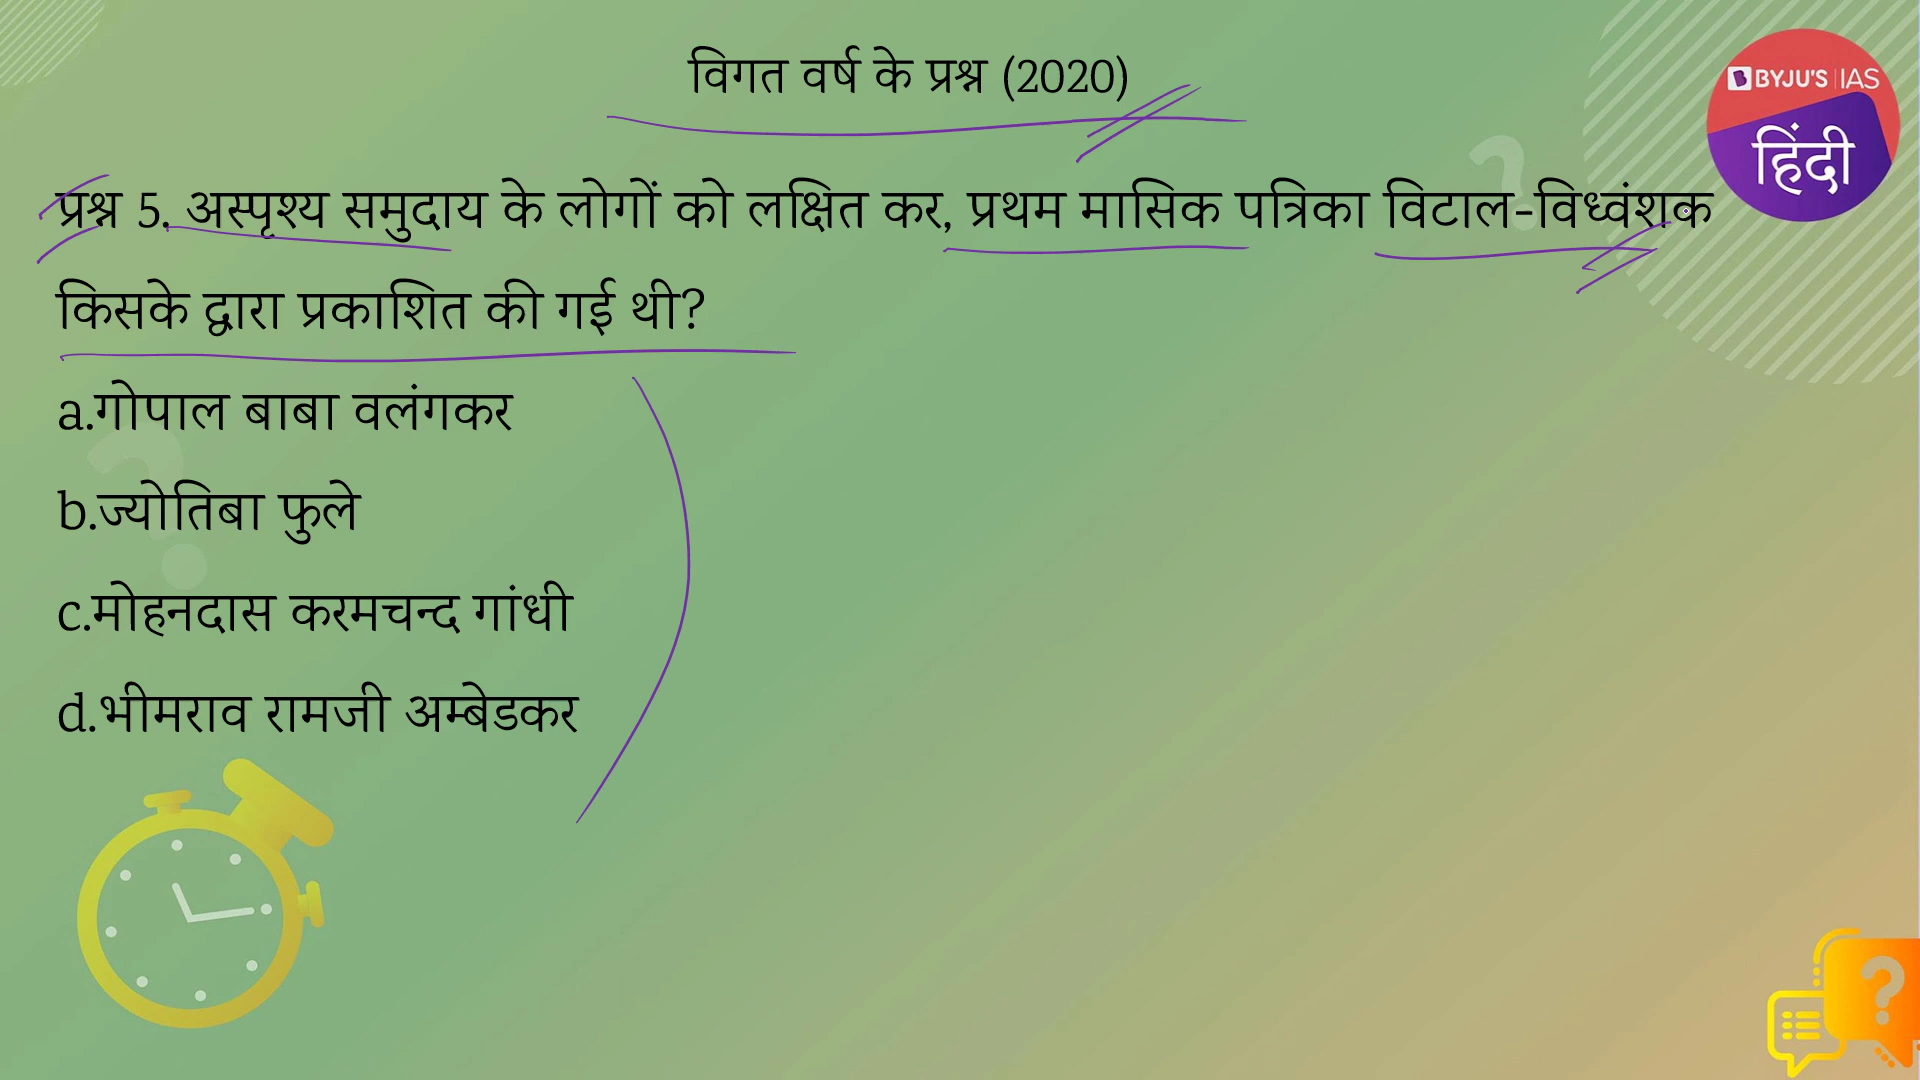 विगत वर्ष के प्रश्न (2020)
BYJU'S IAS
हिंदी
प्रश्न 5. अस्पृश्य समुदाय के लोगों को लक्षित कर, प्रथम मासिक पत्रिका विटाल-विध्वंशक
किसके द्वारा प्रकाशित की गई थी?
a.गोपाल बाबा वलंगकर
b.ज्योतिबा फुले
c.मोहनदास करमचन्द गांधी
d.भीमराव रामजी अम्बेडकर